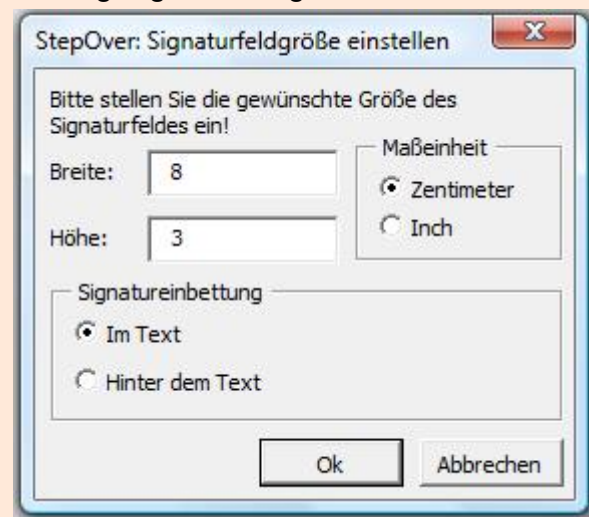 StepOver: Signaturfeldgröße einstellen
Bitte stellen Sie die gewünschte Größe des
Signaturfeldes ein!
Breite: 8
Höhe: 3
Maßeinheit
Zentimeter
Inch
Signatureinbettung
Im Text
Hinter dem Text
Ok Abbrechen